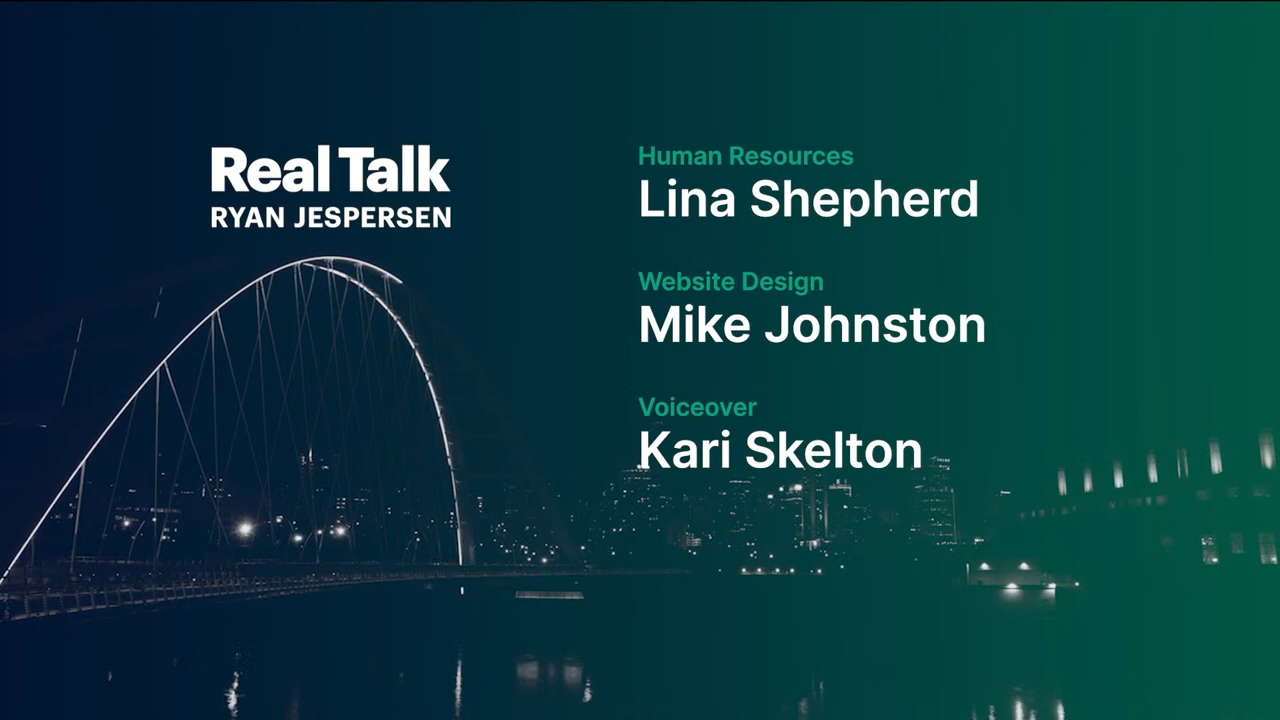 Real Talk
RYAN JESPERSEN
Human Resources
Lina Shepherd
Website Design
Mike Johnston
Voiceover
Kari Skelton